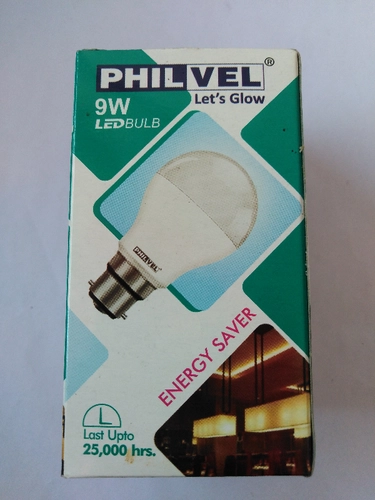 PHILVEL®
Let's Glow
9W
LED BULB
PHILVEL
ENERGY SAVER
Last Upto
25,000 hrs.